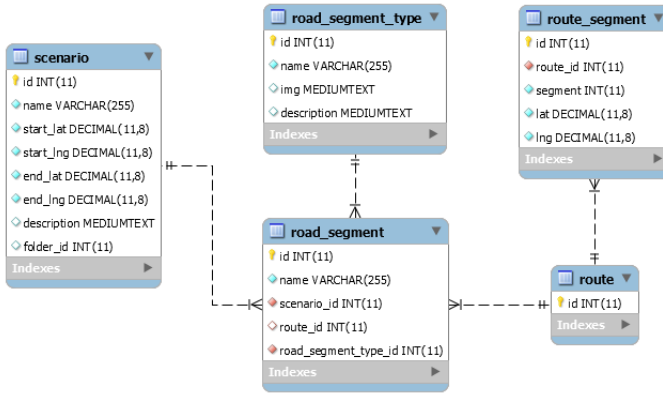 scenario
id INT(11)
name VARCHAR(255)
start_lat DECIMAL(11,8)
start_lng DECIMAL(11,8)
end_lat DECIMAL(11,8)
end_lng DECIMAL(11,8)
description MEDIUMTEXT
folder_id INT(11)
Indexes
road_segment_type
id INT(11)
name VARCHAR(255)
img MEDIUMTEXT
description MEDIUMTEXT
Indexes
route_segment
id INT(11)
route_id INT(11)
segment INT(11)
lat DECIMAL(11,8)
lng DECIMAL(11,8)
Indexes
road_segment
id INT(11)
name VARCHAR(255)
scenario_id INT(11)
route_id INT(11)
road_segment_type_id INT(11)
Indexes
route
id INT(11)
Indexes